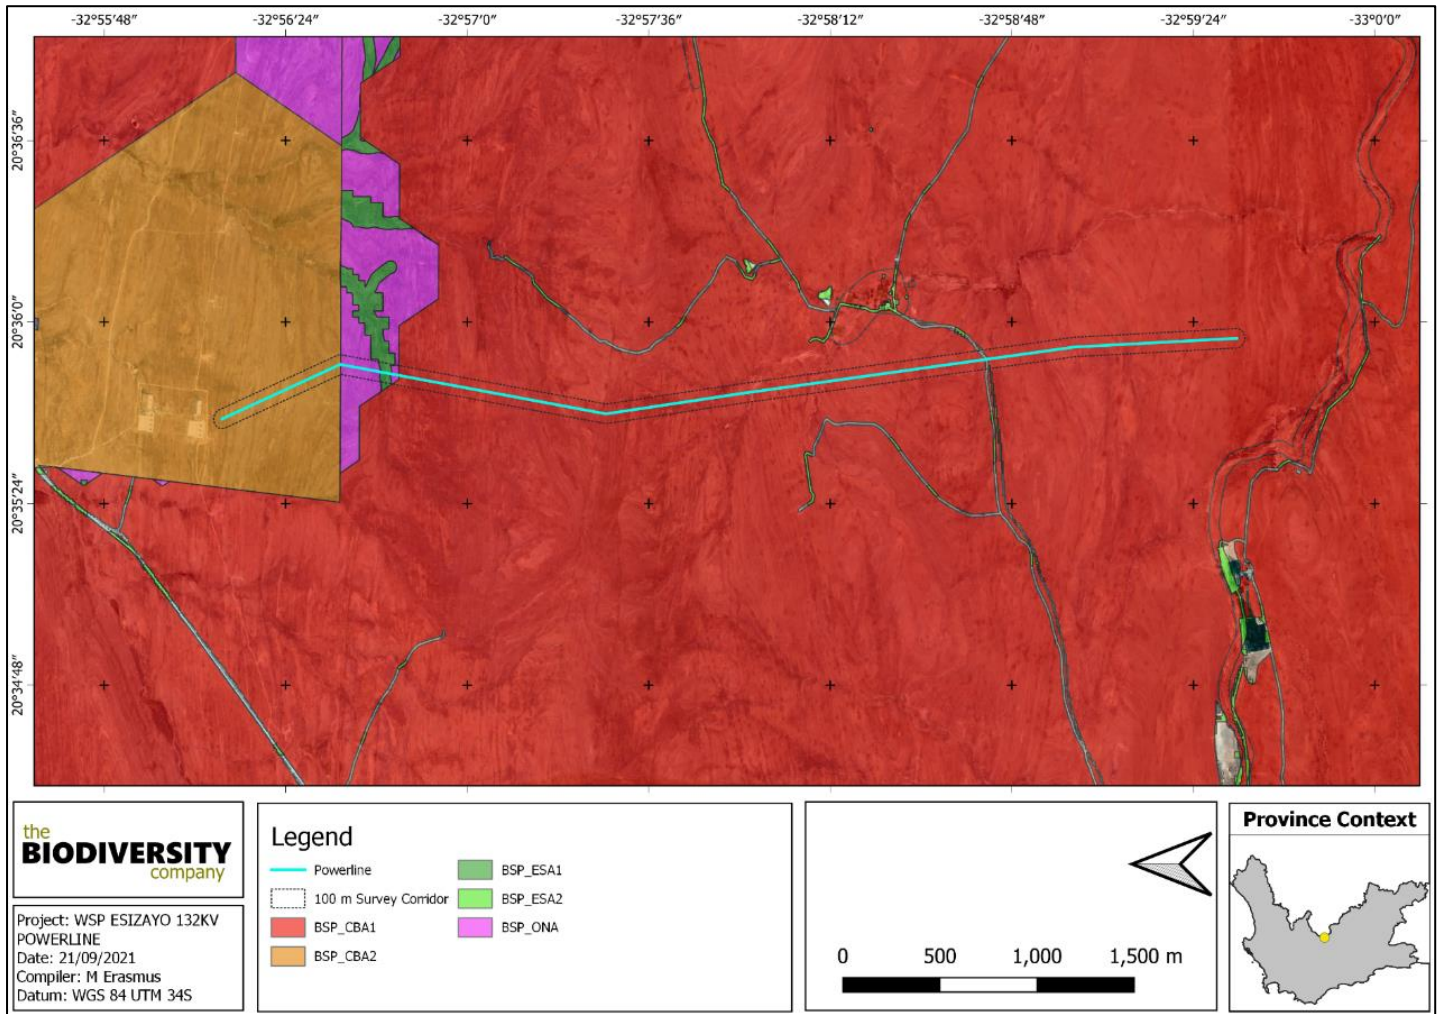 -32°55′48″ -32°56′24″ -32°57′0″ -32°57′36″ -32°58′12″ -32°58′48″ -32°59′24″ -33°0′0″
20°36′36″
20°36′0″
20°35′24″
20°34′48″
the
BIODIVERSITY
company
Project: WSP ESIZAYO 132KV
POWERLINE
Date: 21/09/2021
Compiler: M Erasmus
Datum: WGS 84 UTM 34S
Legend
Powerline
100 m Survey Corridor
BSP_CBA1
BSP_CBA2
BSP_ESA1
BSP_ESA2
BSP_ONA
0 500 1,000 1,500 m
Province Context